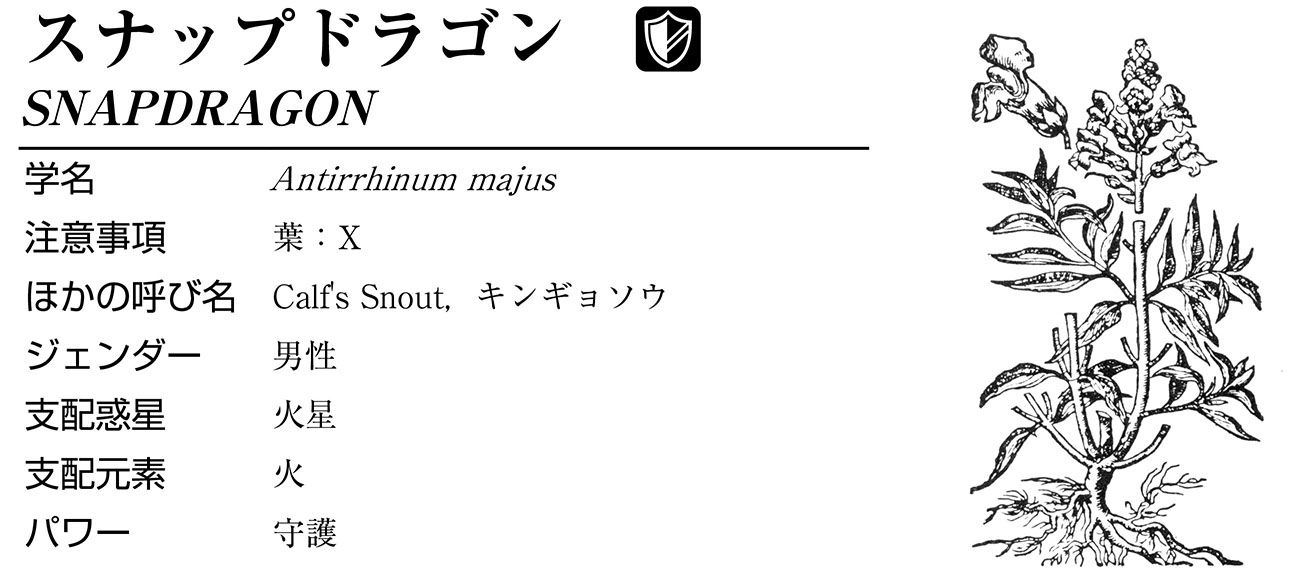 スナップドラゴン
SNAPDRAGON
学名 Antirrhinum majus
注意事項 葉：X
ほかの呼び名 Calf's Snout, キンギョソウ
ジェンダー 男性
支配惑星 火星
支配元素 火
パワー 守護